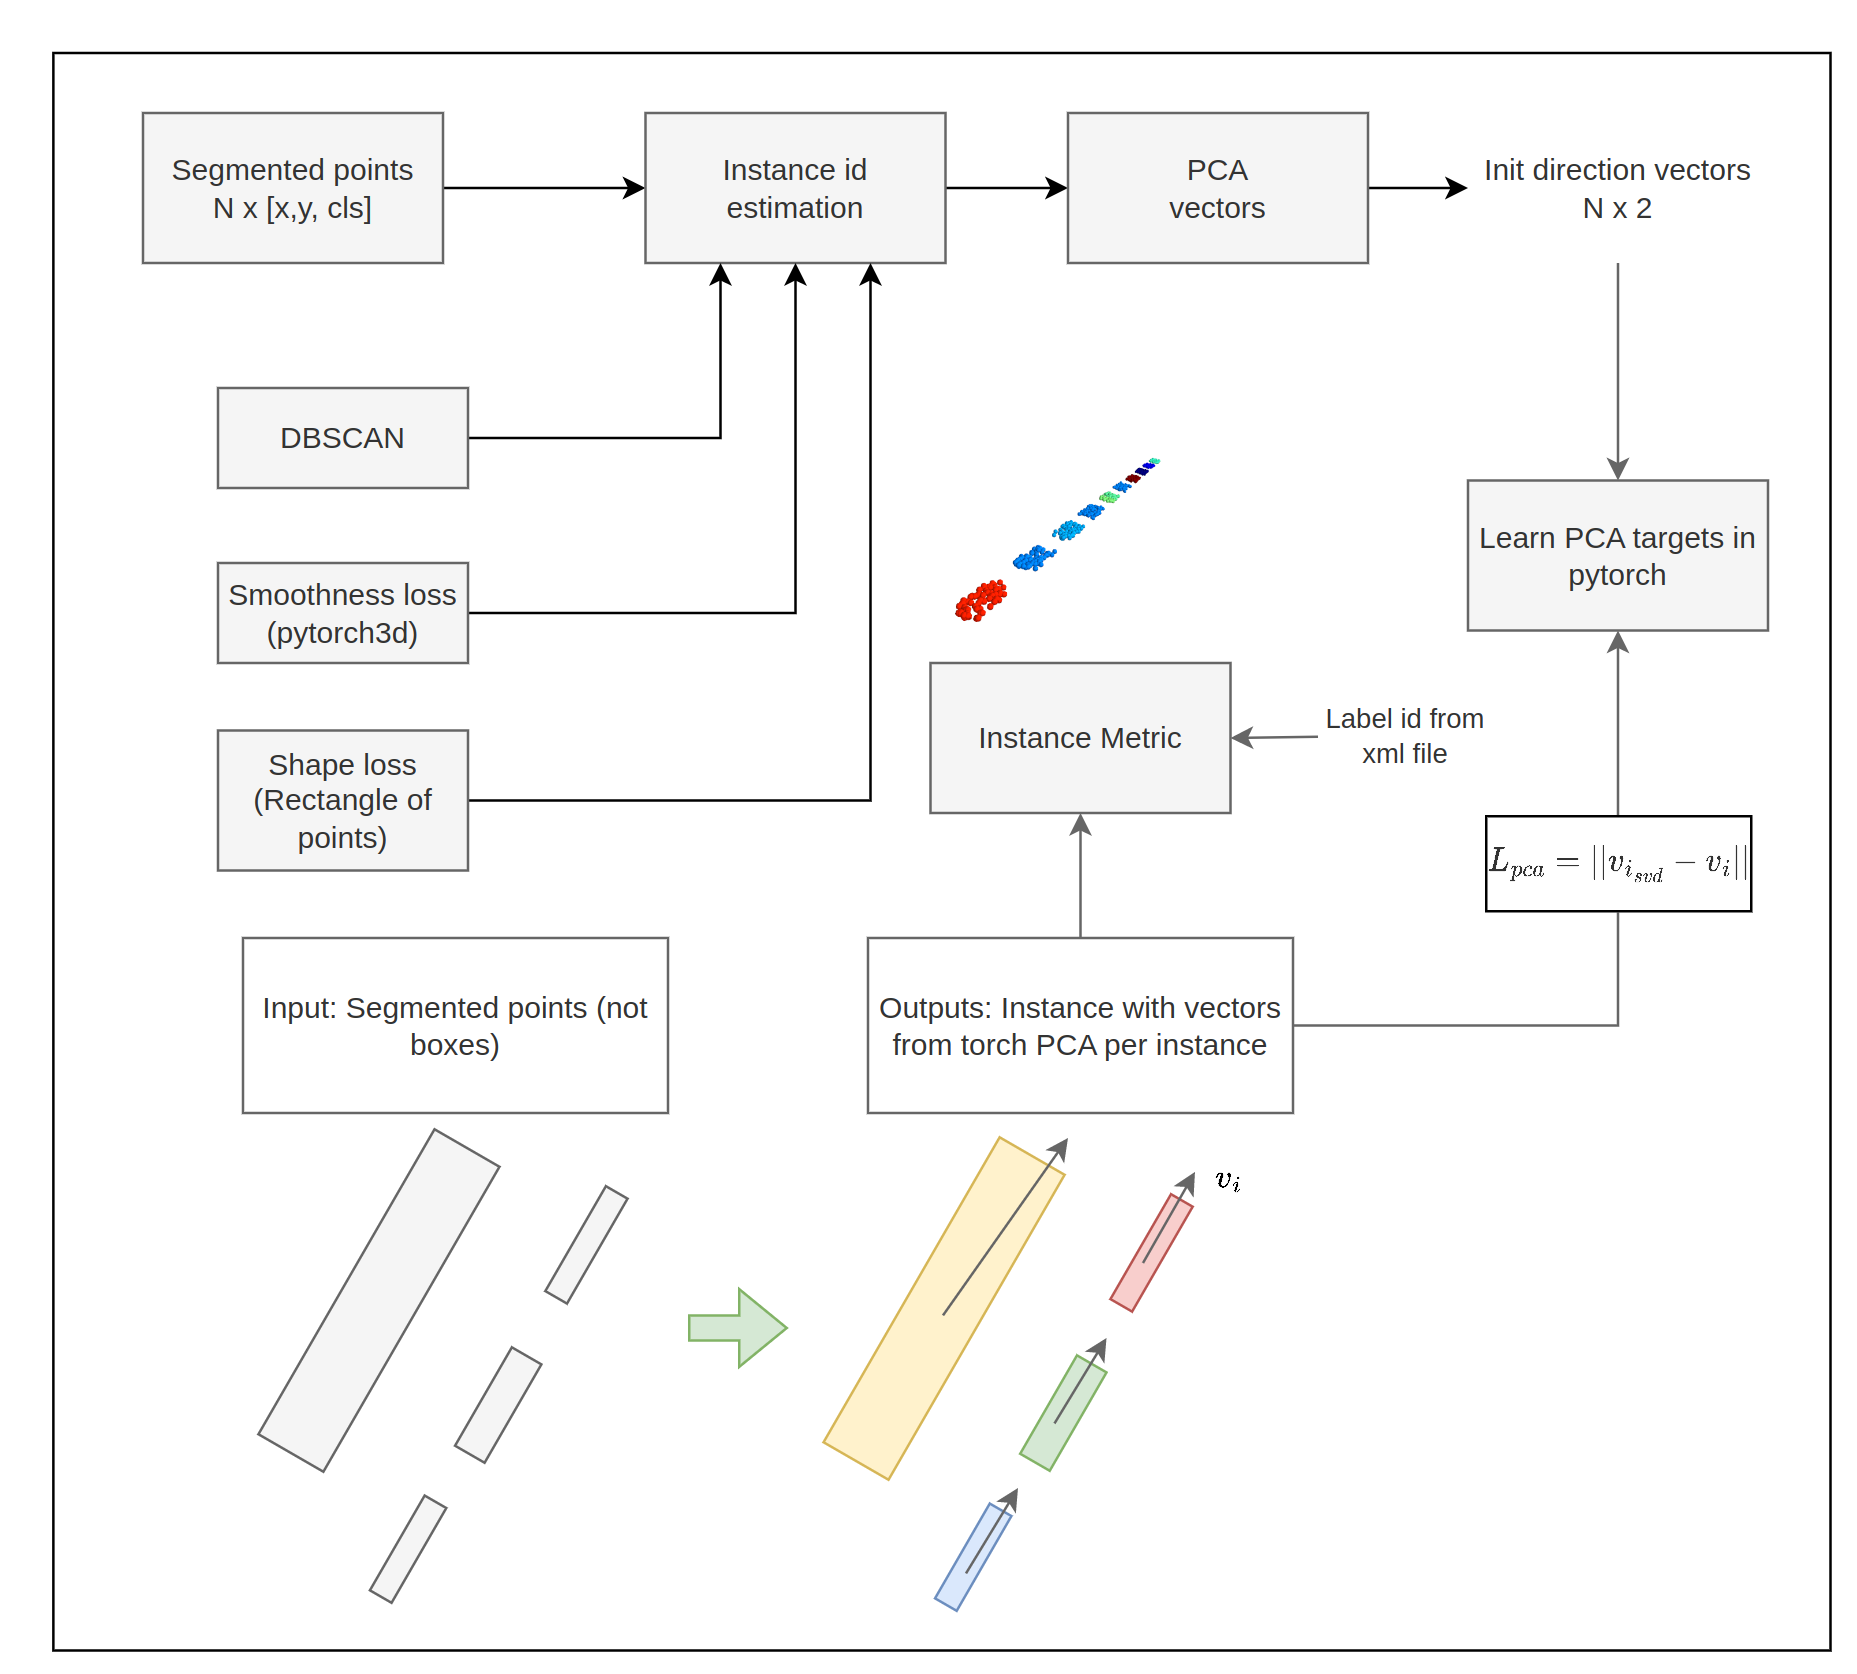 Segmented points
N x [x,y, cls]
Instance id
estimation
PCA
vectors
Init direction vectors
N x 2
DBSCAN
Smoothness loss
(pytorch3d)
Shape loss
(Rectangle of
points)
Learn PCA targets in
pytorch
Instance Metric
Label id from
xml file
L_{pca} = ||v_{i_{svd}} - v_i||
Input: Segmented points (not
boxes)
Outputs: Instance with vectors
from torch PCA per instance
v_i